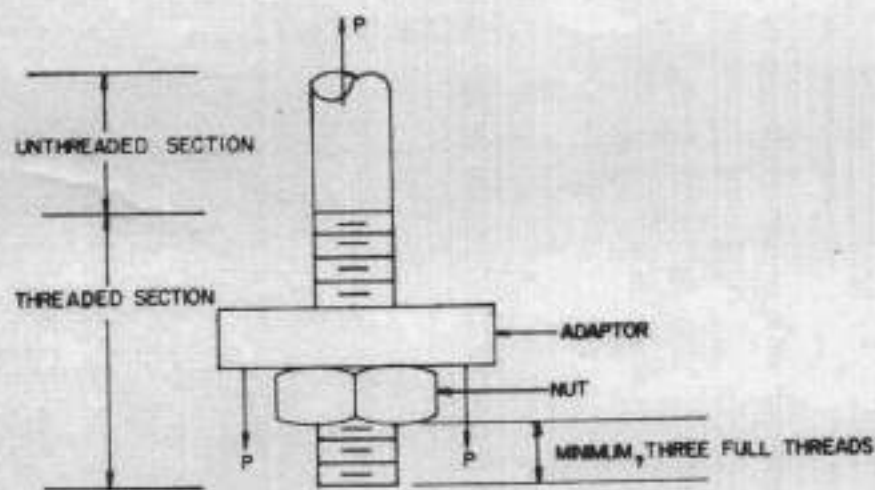 P
UNTHREADED SECTION
THREADED SECTION
ADAPTOR
NUT
P
P
MINIMUM, THREE FULL THREADS